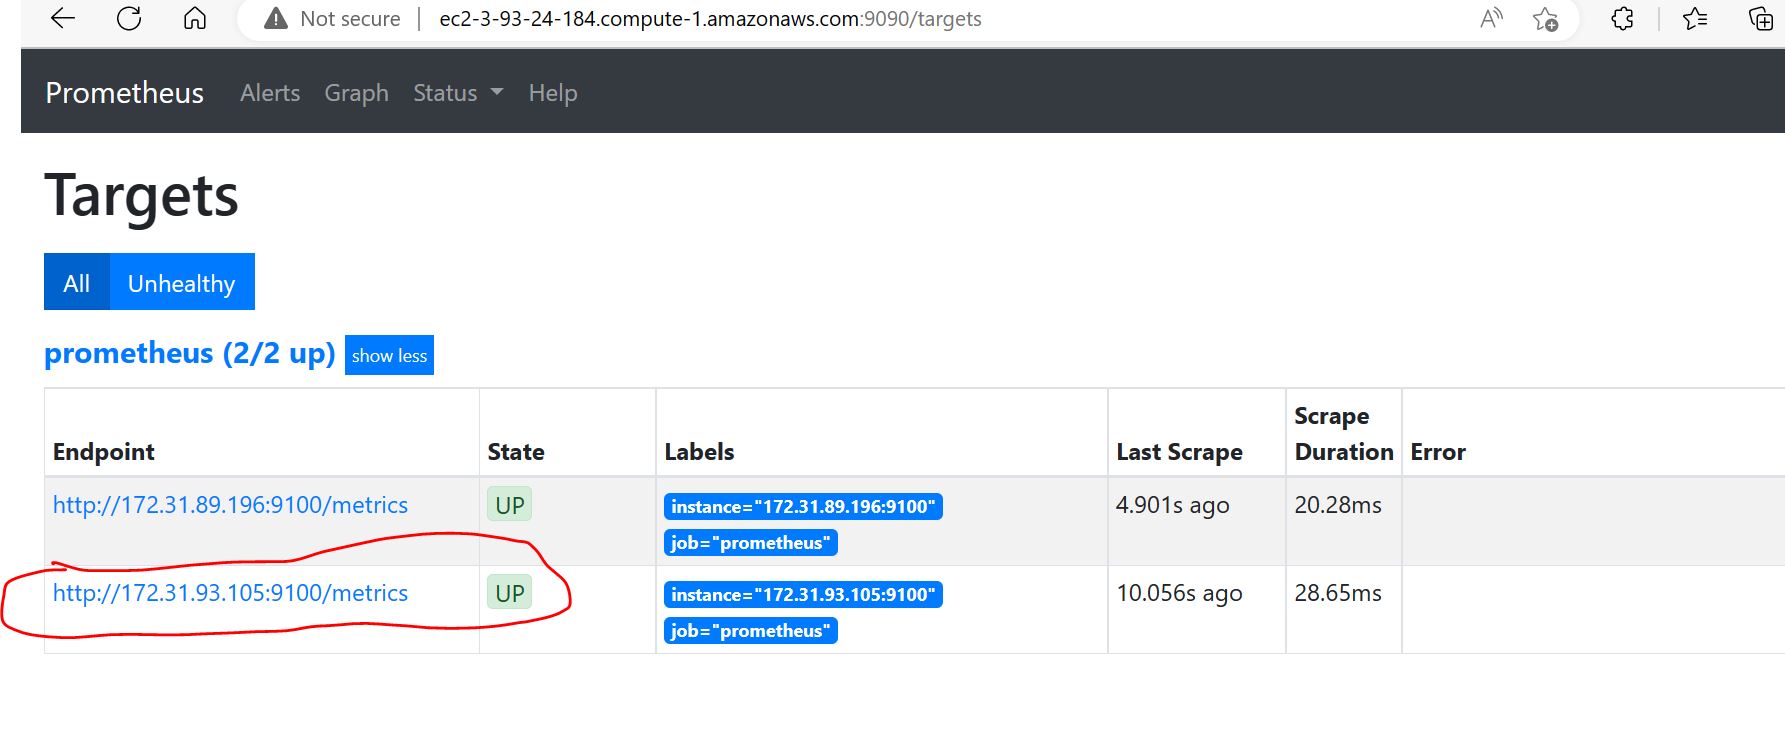 Not secure | ec2-3-93-24-184.compute-1.amazonaws.com:9090/targets
Prometheus Alerts Graph Status Help
Targets
All Unhealthy
prometheus (2/2 up) show less
Endpoint State Labels Last Scrape Scrape Duration Error
http://172.31.89.196:9100/metrics UP instance="172.31.89.196:9100" 4.901s ago 20.28ms
job="prometheus"
http://172.31.93.105:9100/metrics UP instance="172.31.93.105:9100" 10.056s ago 28.65ms
job="prometheus"